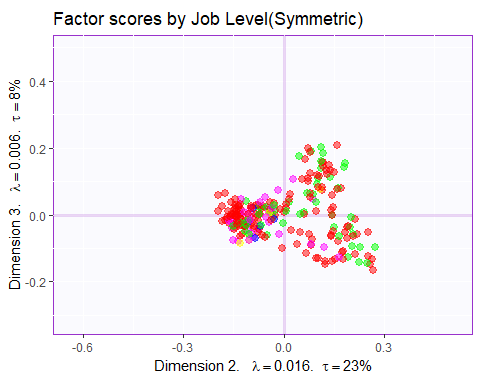 Factor scores by Job Level(Symmetric)
0.4
0.2
0.0
-0.2
Dimension 3. λ = 0.006. τ = 8%
-0.6
-0.3
0.0
0.3
Dimension 2. λ = 0.016. τ = 23%